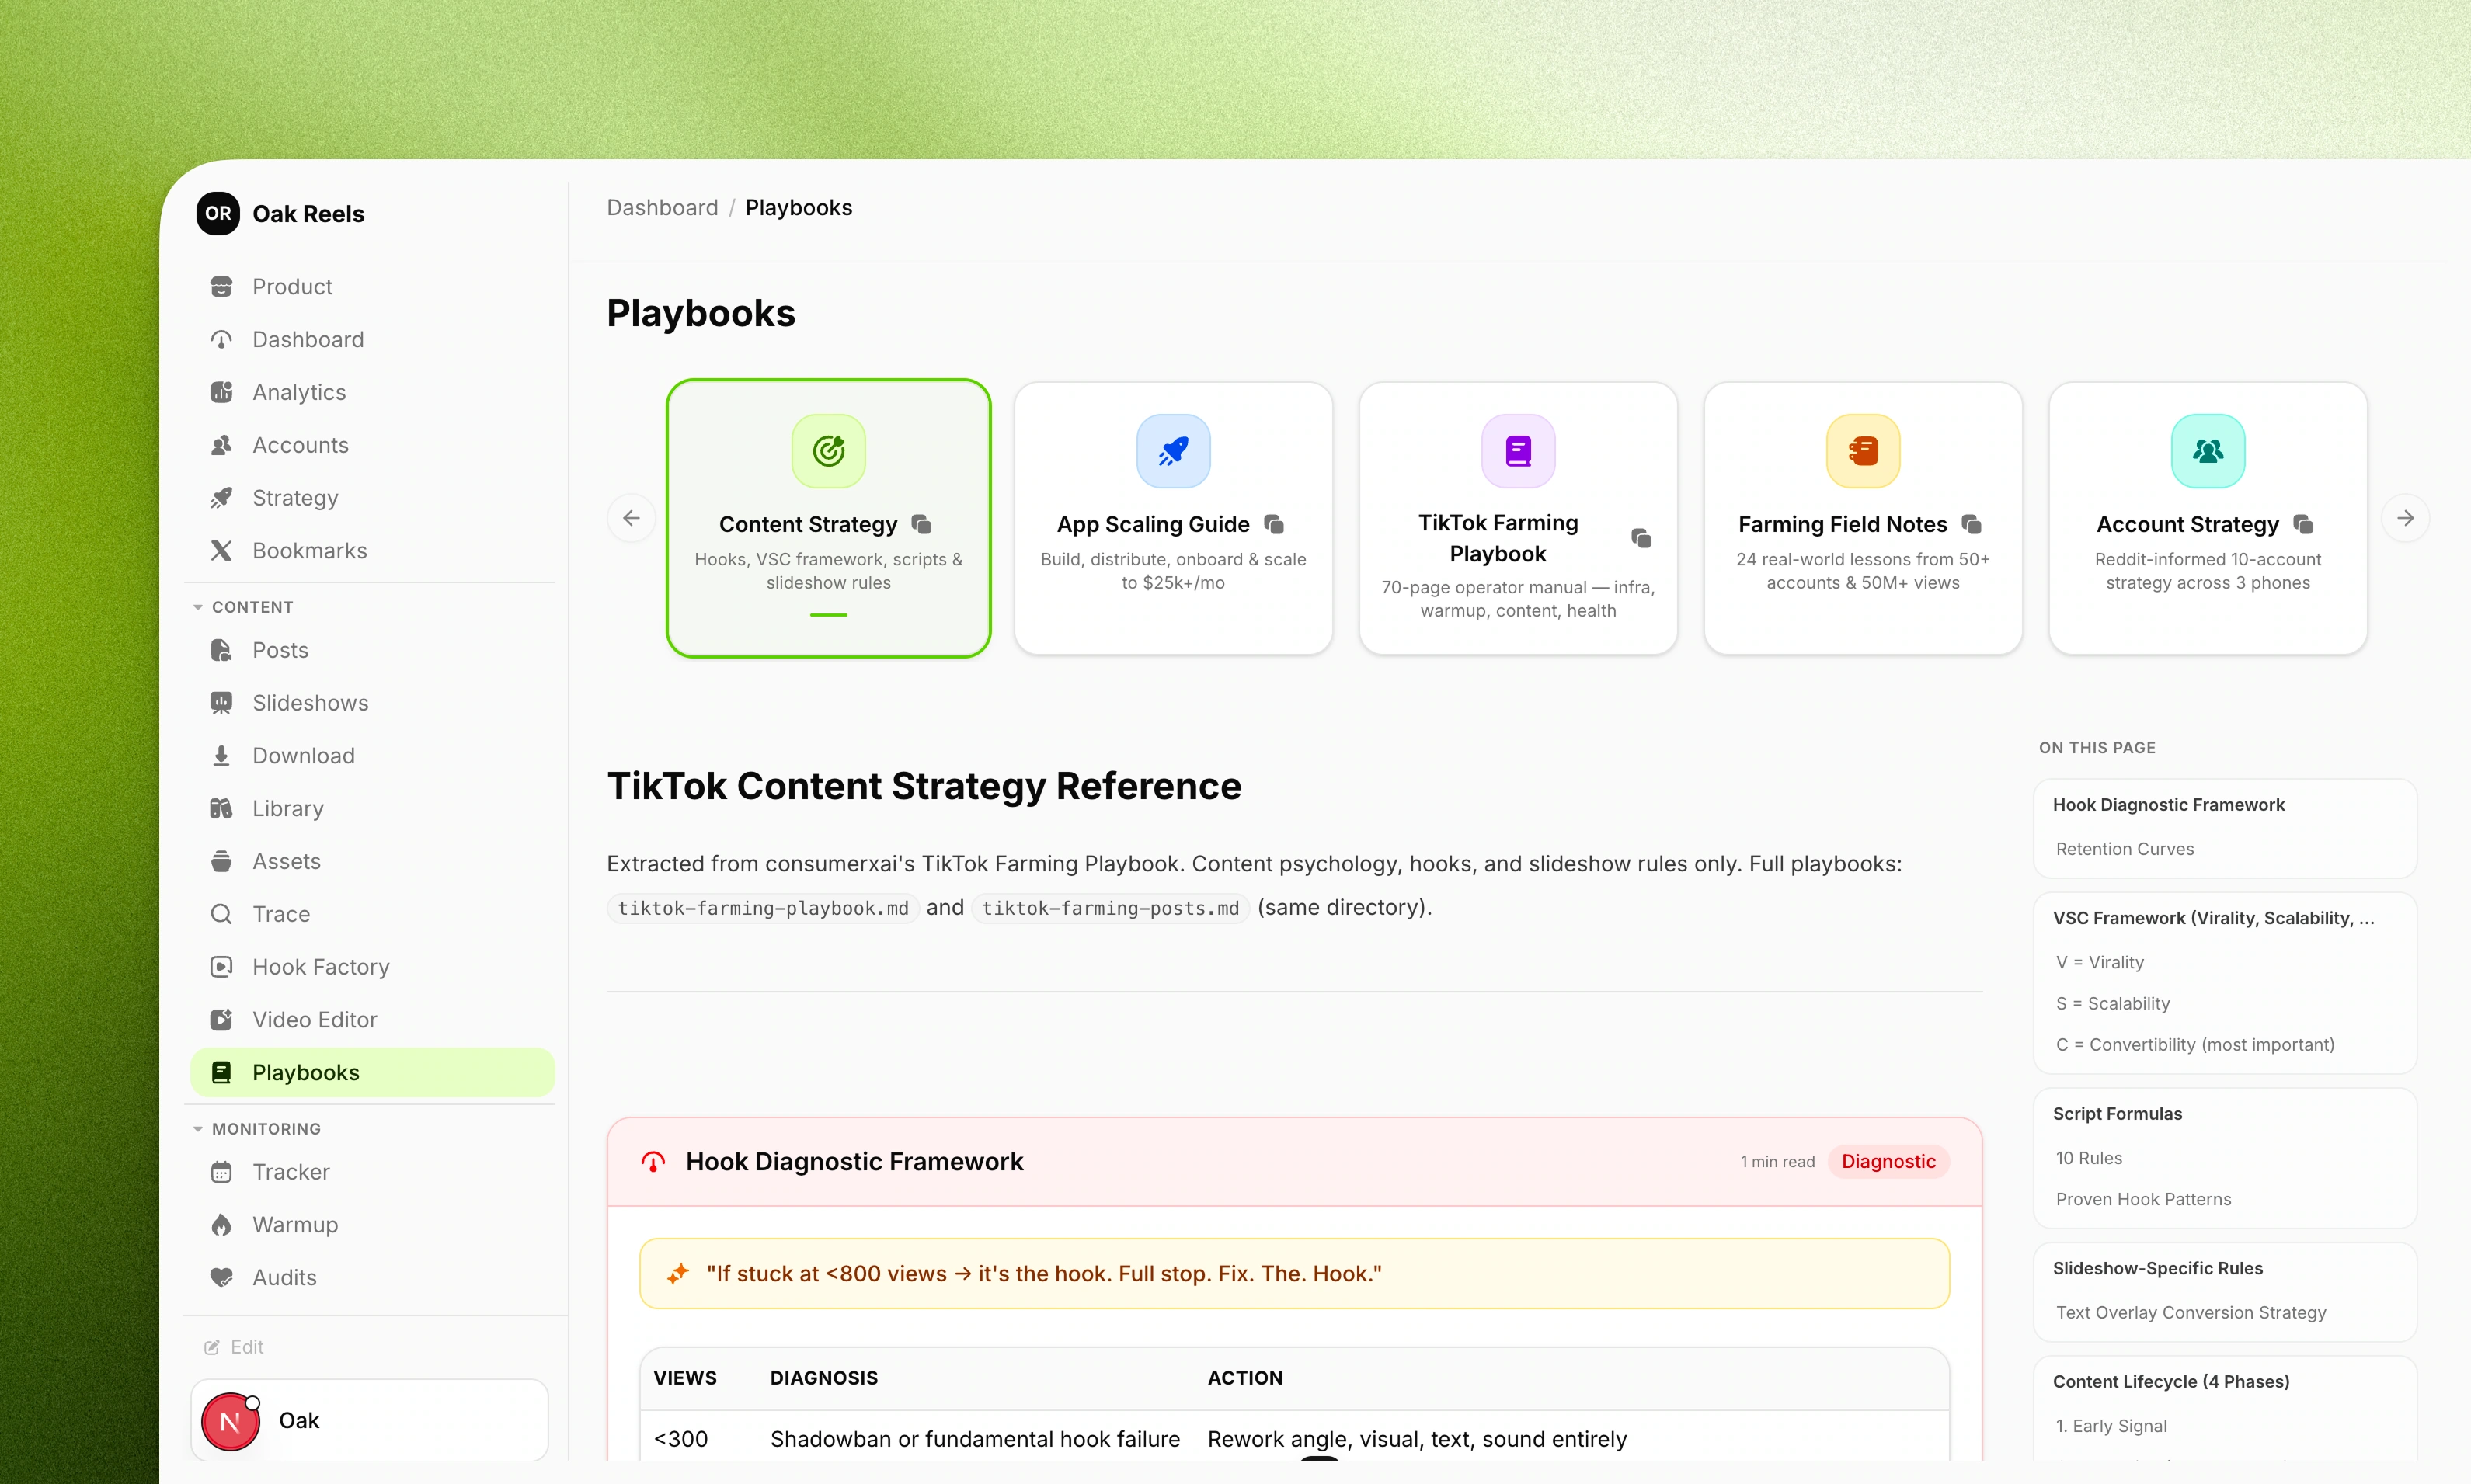 OR Oak Reels
Product
Dashboard
Analytics
Accounts
Strategy
Bookmarks
CONTENT
Posts
Slideshows
Download
Library
Assets
Trace
Hook Factory
Video Editor
Playbooks
MONITORING
Tracker
Warmup
Audits
Edit
N Oak
Dashboard / Playbooks
Playbooks
Content Strategy
Hooks, VSC framework, scripts &
slideshow rules
App Scaling Guide
Build, distribute, onboard & scale
to $25k+/mo
TikTok Farming
Playbook
70-page operator manual — infra,
warmup, content, health
Farming Field Notes
24 real-world lessons from 50+
accounts & 50M+ views
Account Strategy
Reddit-informed 10-account
strategy across 3 phones
TikTok Content Strategy Reference
Extracted from consumerxai's TikTok Farming Playbook. Content psychology, hooks, and slideshow rules only. Full playbooks:
tiktok-farming-playbook.md and tiktok-farming-posts.md (same directory).
Hook Diagnostic Framework
1 min read Diagnostic
"If stuck at <800 views → it's the hook. Full stop. Fix. The. Hook."
VIEWS DIAGNOSIS ACTION
<300 Shadowban or fundamental hook failure Rework angle, visual, text, sound entirely
ON THIS PAGE
Hook Diagnostic Framework
Retention Curves
VSC Framework (Virality, Scalability, ...
V = Virality
S = Scalability
C = Convertibility (most important)
Script Formulas
10 Rules
Proven Hook Patterns
Slideshow-Specific Rules
Text Overlay Conversion Strategy
Content Lifecycle (4 Phases)
1. Early Signal